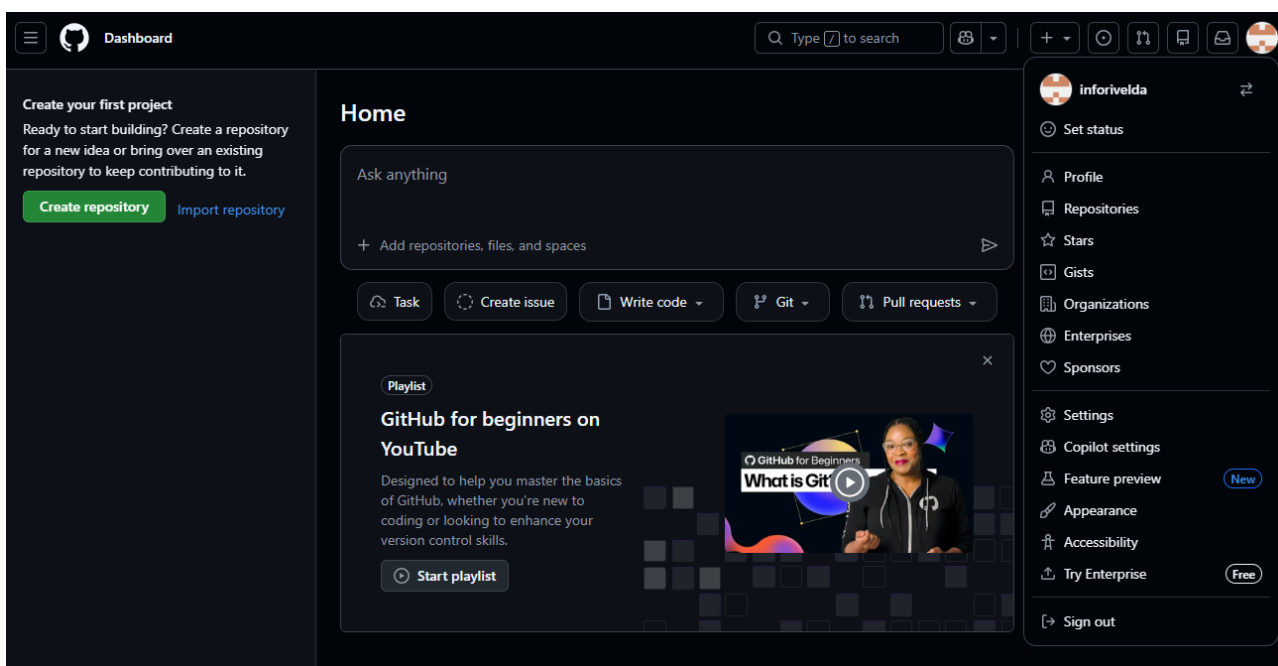 Dashboard
Type / to search
Create your first project
Ready to start building? Create a repository
for a new idea or bring over an existing
repository to keep contributing to it.
Create repository
Import repository
Home
Ask anything
Add repositories, files, and spaces
Task
Create issue
Write code
Git
Pull requests
Playlist
GitHub for beginners on
YouTube
Designed to help you master the basics
of GitHub, whether you're new to
coding or looking to enhance your
version control skills.
Start playlist
GitHub for Beginners
What is Git?
inforivelda
Set status
Profile
Repositories
Stars
Gists
Organizations
Enterprises
Sponsors
Settings
Copilot settings
Feature preview New
Appearance
Accessibility
Try Enterprise Free
Sign out